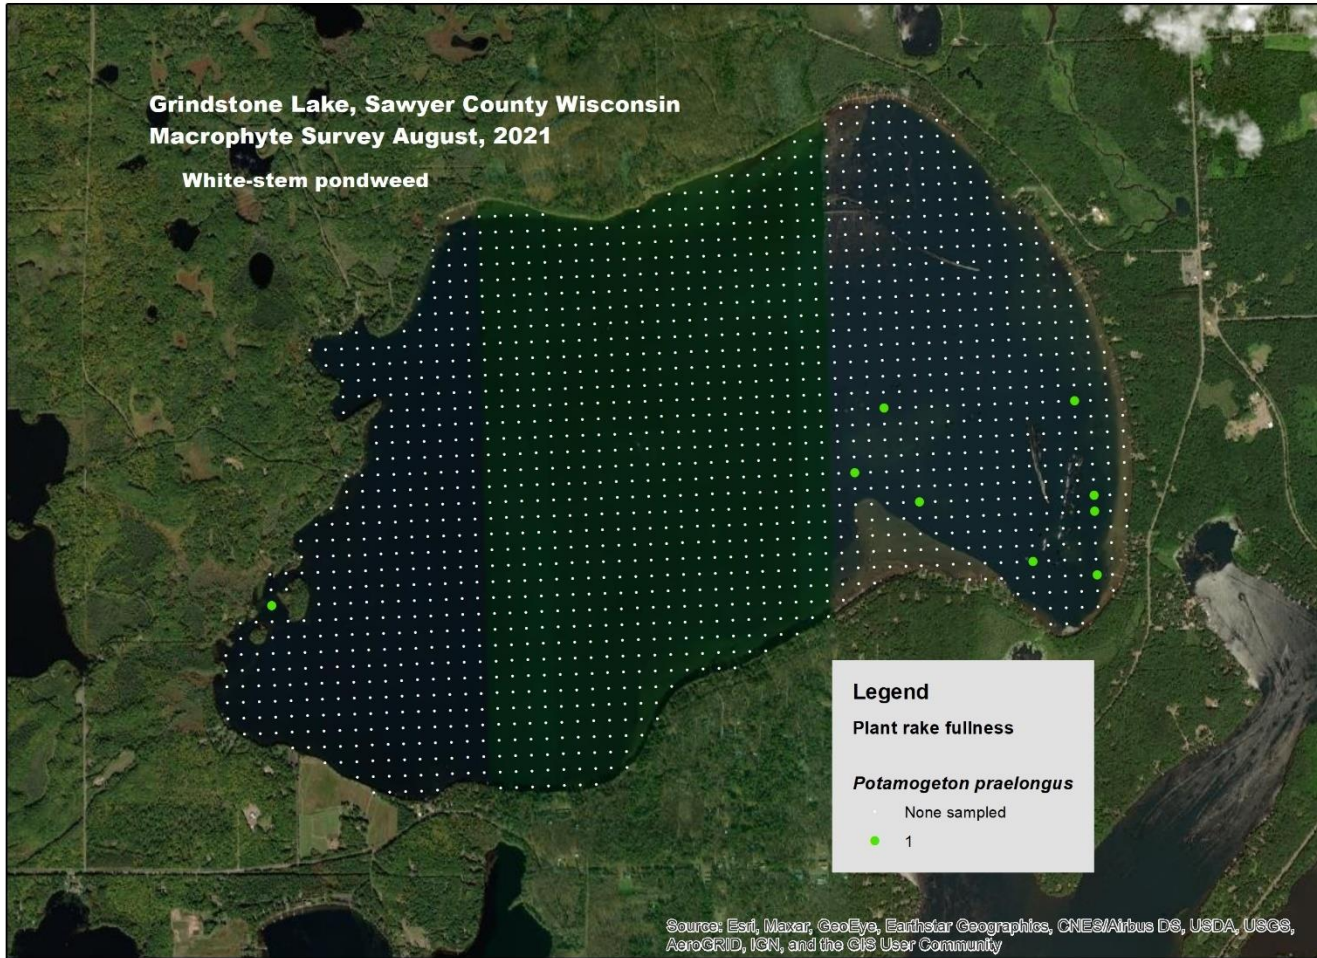 Grindstone Lake, Sawyer County Wisconsin
Macrophyte Survey August, 2021
White-stem pondweed
Legend
Plant rake fullness
Potamogeton praelongus
None sampled
1
Source: Esri, Maxar, GeoEye, Earthstar Geographics, CNES/Airbus DS, USDA, USGS,
AeroGRID, IGN, and the GIS User Community